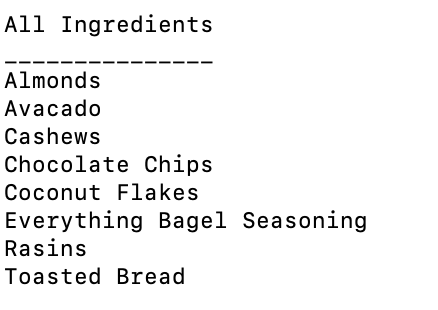 All Ingredients
_______________
Almonds
Avacado
Cashews
Chocolate Chips
Coconut Flakes
Everything Bagel Seasoning
Rasins
Toasted Bread